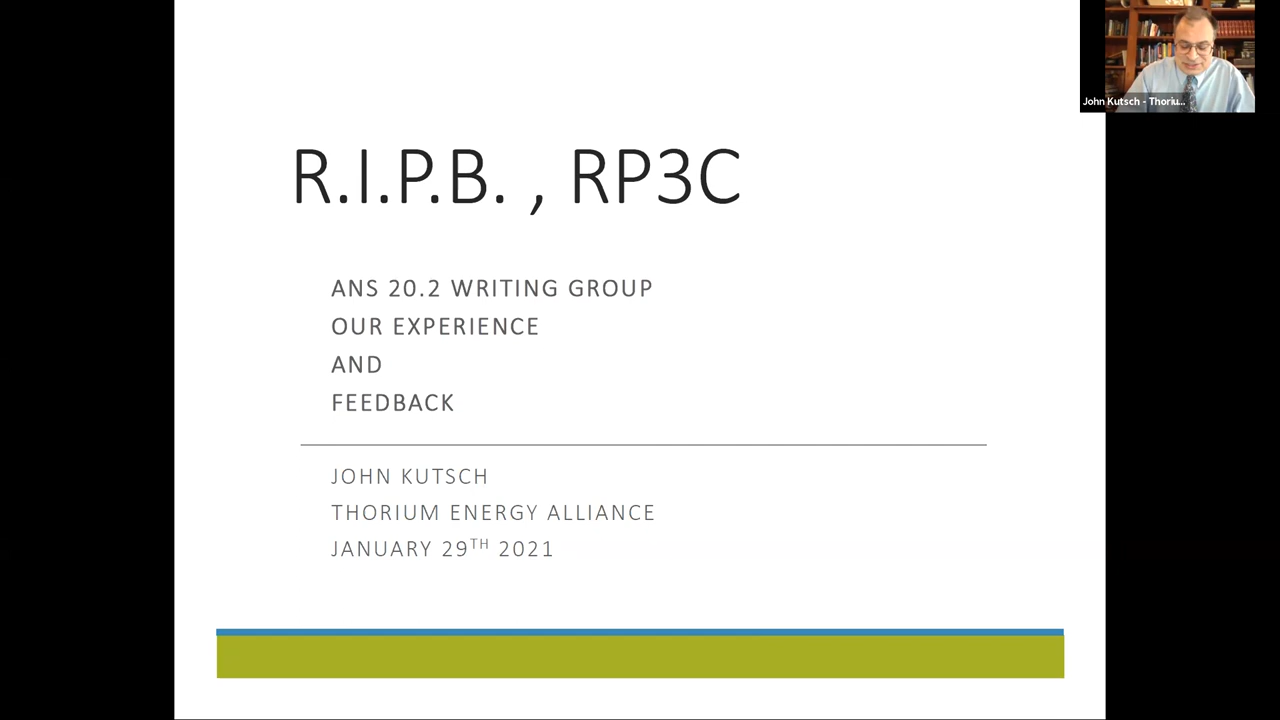 John Kutsch - Thoriu...
R.I.P.B. , RP3C
ANS 20.2 WRITING GROUP
OUR EXPERIENCE
AND
FEEDBACK
JOHN KUTSCH
THORIUM ENERGY ALLIANCE
JANUARY 29TH 2021